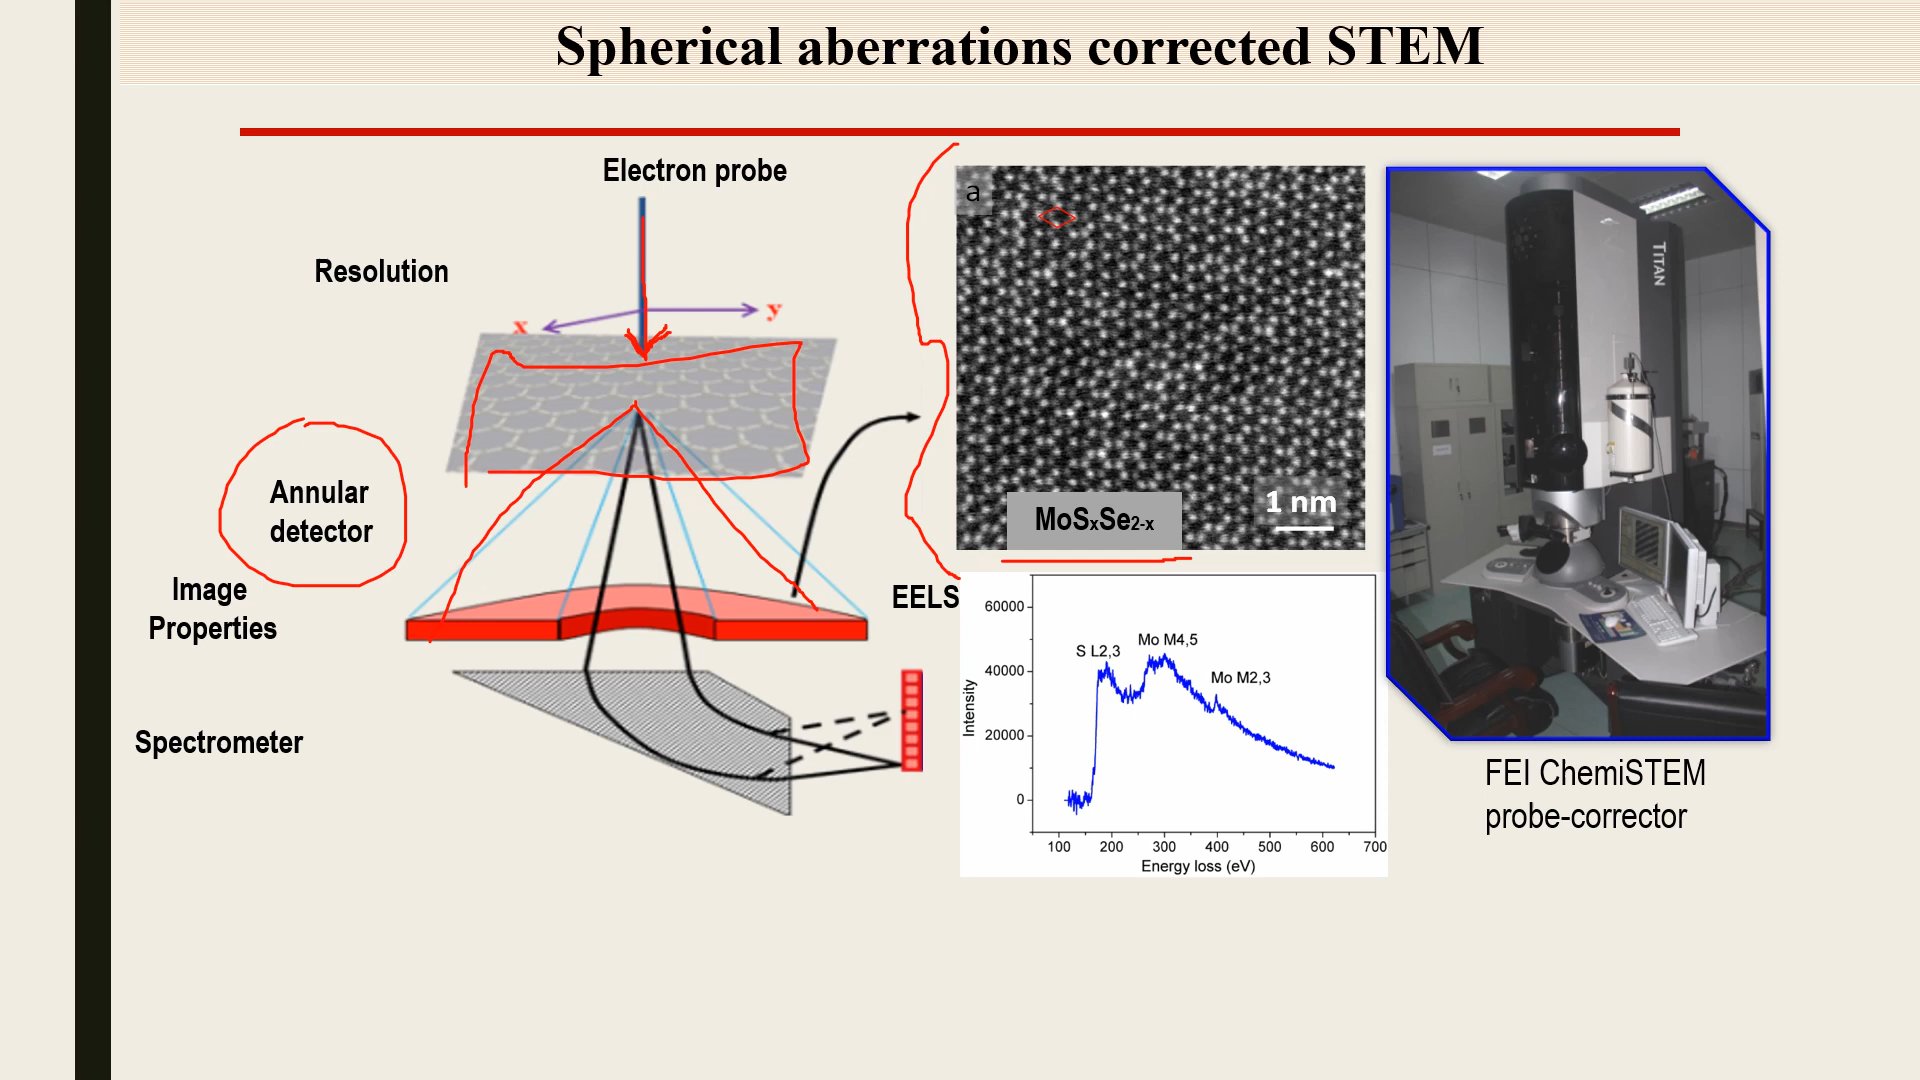 Spherical aberrations corrected STEM
Electron probe
Resolution
x
y
Annular
detector
Image
Properties
Spectrometer
a
MoSₓSe₂₋ₓ
1 nm
EELS
60000
40000
20000
0
Intensity
S L2,3
Mo M4,5
Mo M2,3
100 200 300 400 500 600 700
Energy loss (eV)
TITAN
FEI ChemiSTEM
probe-corrector